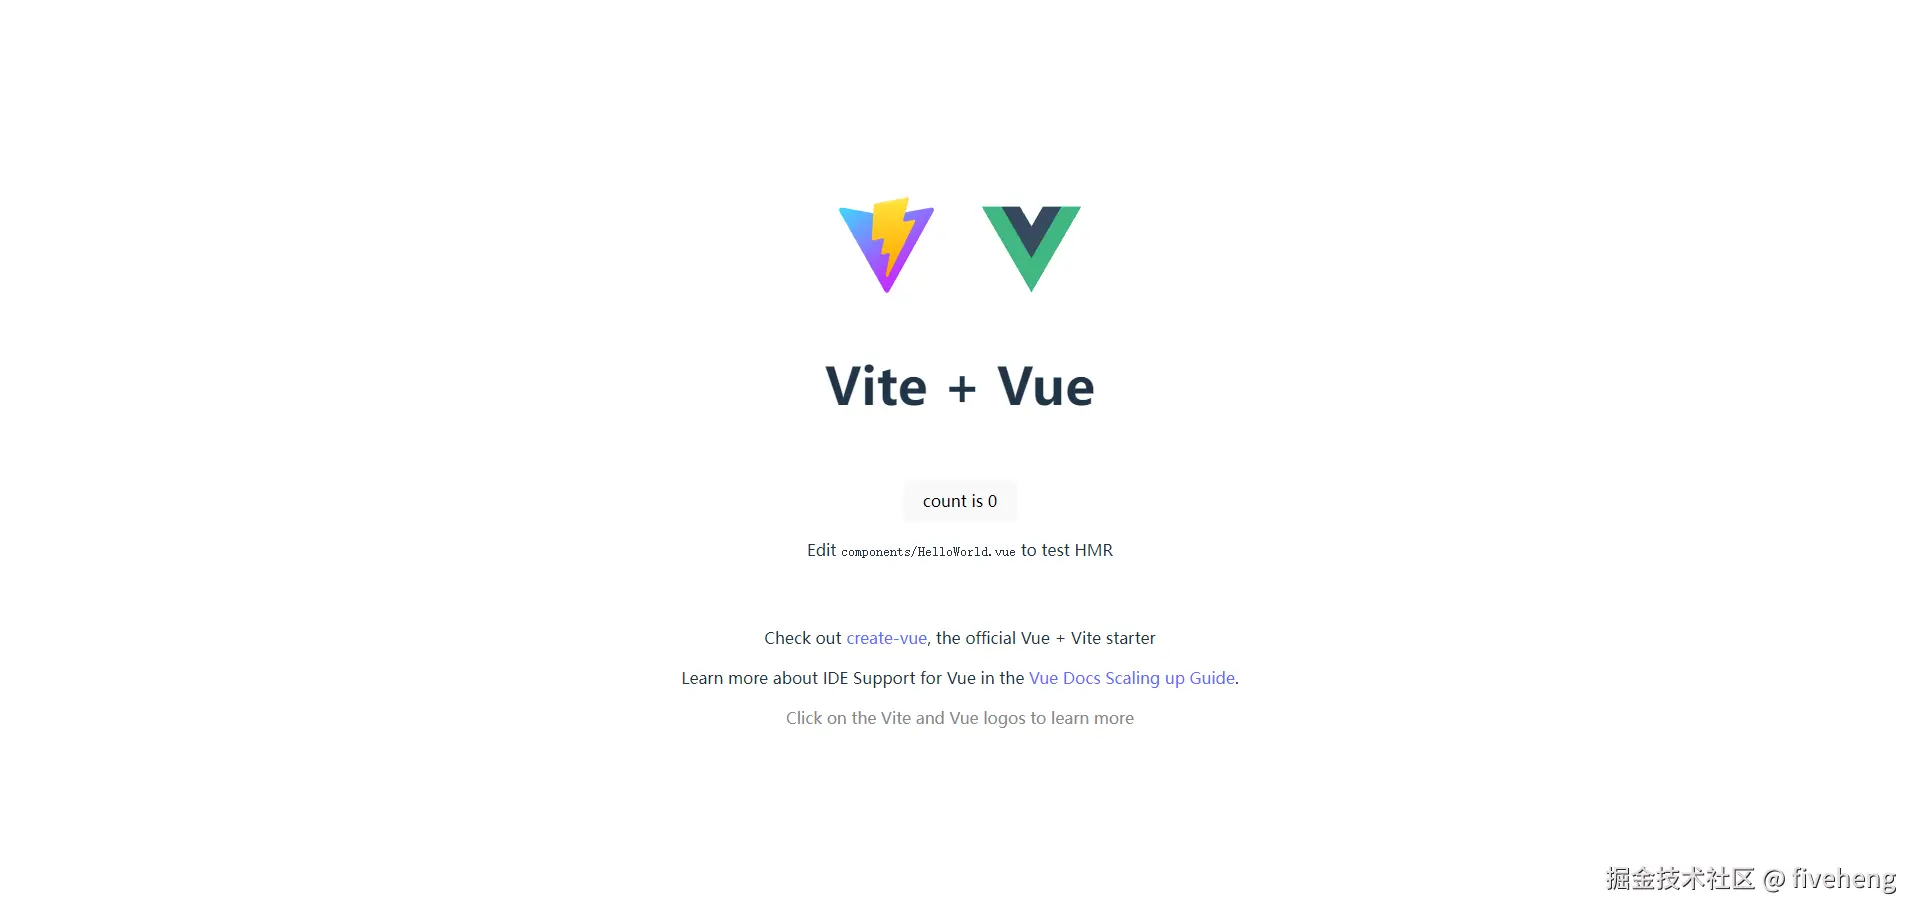 Vite + Vue
count is 0
Edit components/HelloWorld.vue to test HMR
Check out create-vue, the official Vue + Vite starter
Learn more about IDE Support for Vue in the Vue Docs Scaling up Guide.
Click on the Vite and Vue logos to learn more
掘金技术社区 @ fiveheng